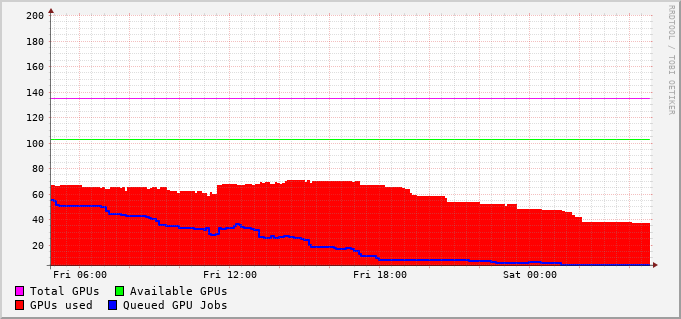 RRDTOOL / TOBI OETIKER
200
180
160
140
120
100
80
60
40
20
Fri 06:00 Fri 12:00 Fri 18:00 Sat 00:00
Total GPUs Available GPUs
GPUs used Queued GPU Jobs